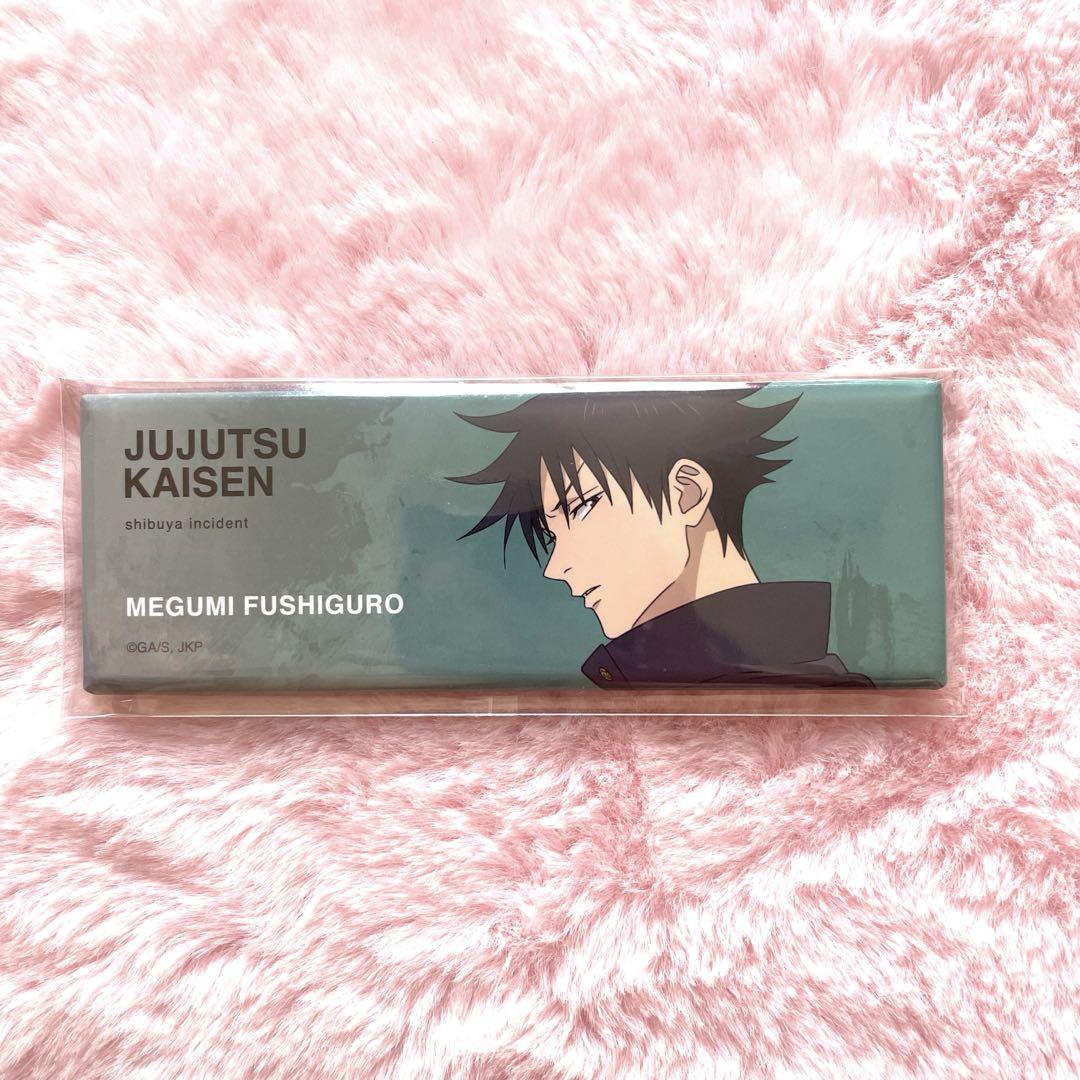 JUJUTSU
KAISEN
shibuya incident
MEGUMI FUSHIGURO
©GA/S, JKP